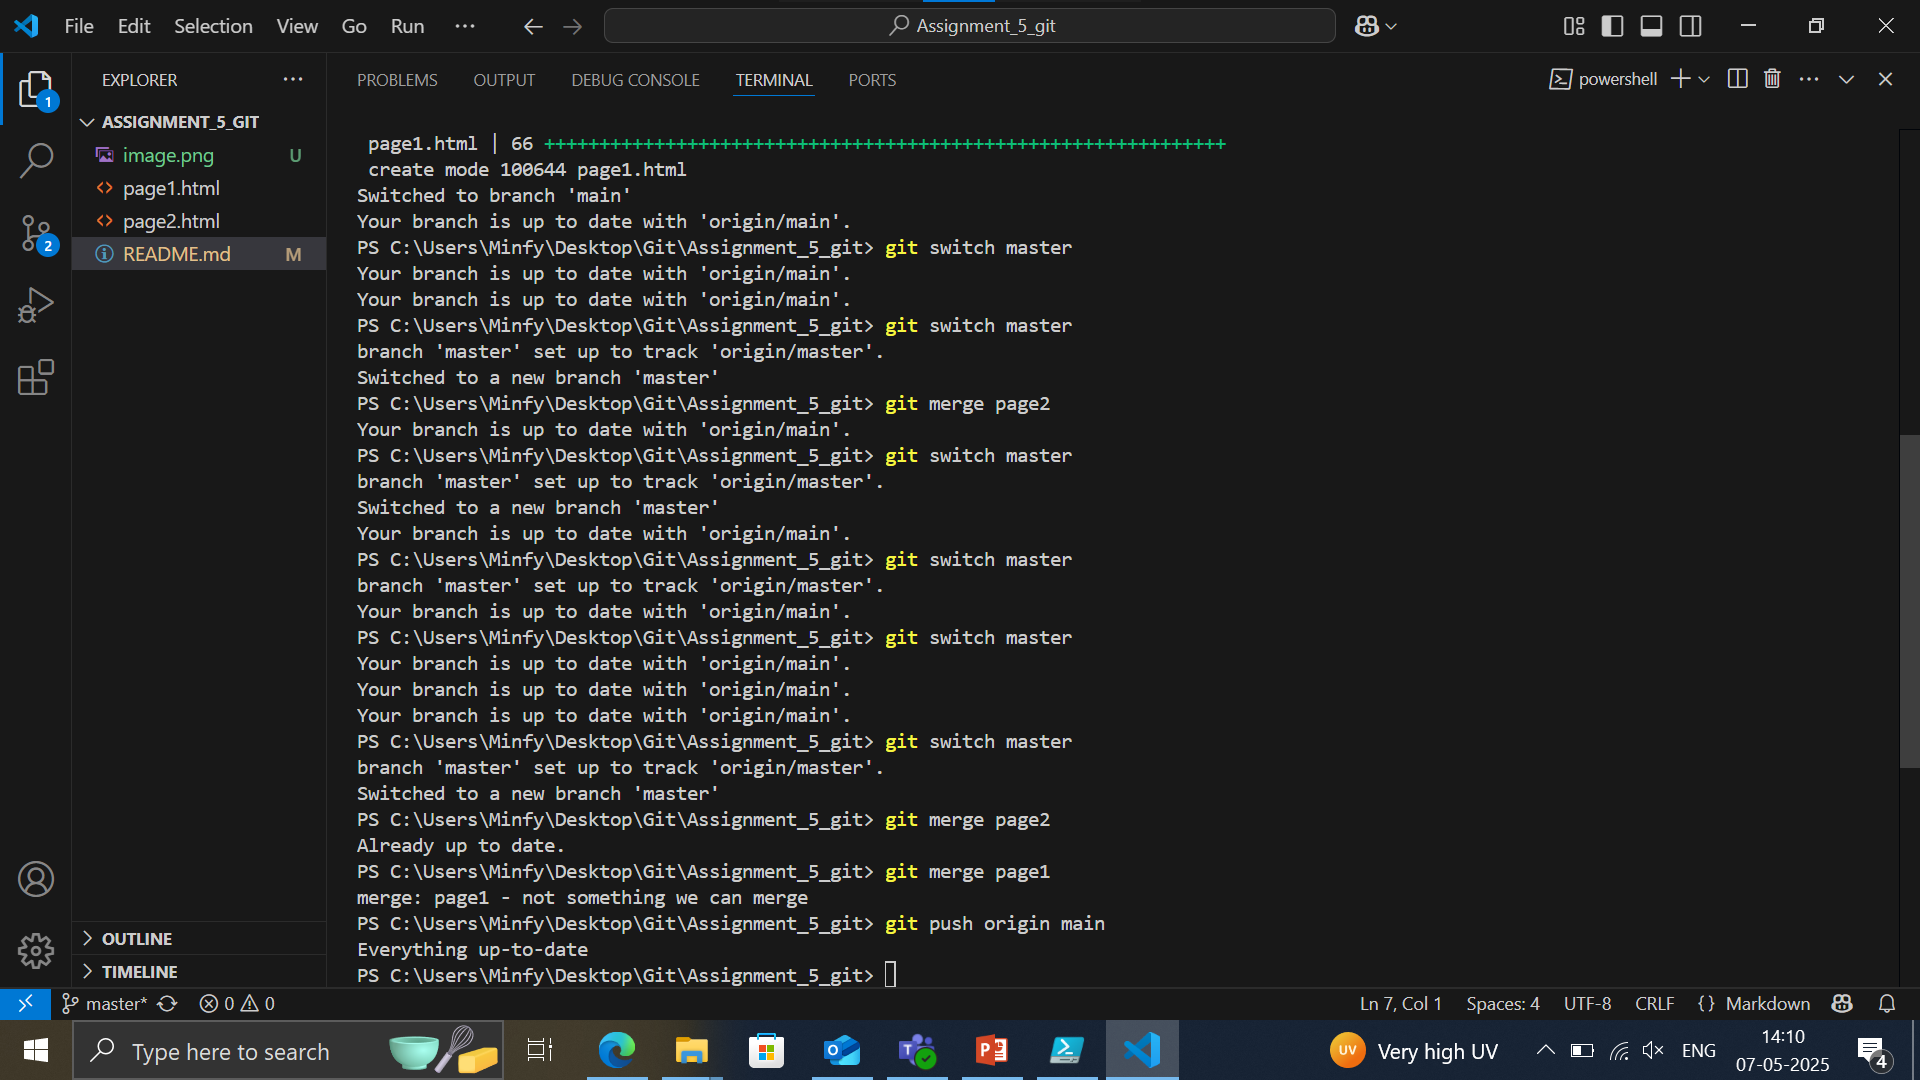 File Edit Selection View Go Run ··· Assignment_5_git
EXPLORER ···
ASSIGNMENT_5_GIT
image.png U
page1.html
page2.html
README.md M
OUTLINE
TIMELINE
1
2
PROBLEMS OUTPUT DEBUG CONSOLE TERMINAL PORTS powershell
page1.html | 66 ++++++++++++++++++++++++++++++++++++++++++++++++++++++++++++++
create mode 100644 page1.html
Switched to branch 'main'
Your branch is up to date with 'origin/main'.
PS C:\Users\Minfy\Desktop\Git\Assignment_5_git> git switch master
Your branch is up to date with 'origin/main'.
Your branch is up to date with 'origin/main'.
PS C:\Users\Minfy\Desktop\Git\Assignment_5_git> git switch master
branch 'master' set up to track 'origin/master'.
Switched to a new branch 'master'
PS C:\Users\Minfy\Desktop\Git\Assignment_5_git> git merge page2
Your branch is up to date with 'origin/main'.
PS C:\Users\Minfy\Desktop\Git\Assignment_5_git> git switch master
branch 'master' set up to track 'origin/master'.
Switched to a new branch 'master'
Your branch is up to date with 'origin/main'.
PS C:\Users\Minfy\Desktop\Git\Assignment_5_git> git switch master
branch 'master' set up to track 'origin/master'.
Your branch is up to date with 'origin/main'.
PS C:\Users\Minfy\Desktop\Git\Assignment_5_git> git switch master
Your branch is up to date with 'origin/main'.
Your branch is up to date with 'origin/main'.
Your branch is up to date with 'origin/main'.
PS C:\Users\Minfy\Desktop\Git\Assignment_5_git> git switch master
branch 'master' set up to track 'origin/master'.
Switched to a new branch 'master'
PS C:\Users\Minfy\Desktop\Git\Assignment_5_git> git merge page2
Already up to date.
PS C:\Users\Minfy\Desktop\Git\Assignment_5_git> git merge page1
merge: page1 - not something we can merge
PS C:\Users\Minfy\Desktop\Git\Assignment_5_git> git push origin main
Everything up-to-date
PS C:\Users\Minfy\Desktop\Git\Assignment_5_git>
master* 0 0 Ln 7, Col 1 Spaces: 4 UTF-8 CRLF {} Markdown
Type here to search UV Very high UV ENG 14:10
07-05-2025
4